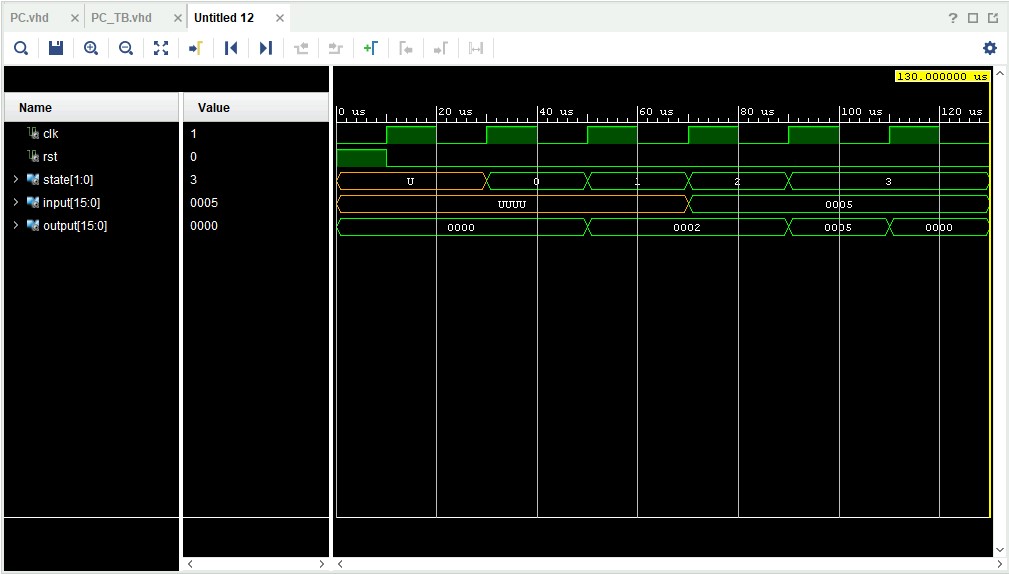 PC.vhd × PC_TB.vhd × Untitled 12 ×
?
130.000000 us
Name Value
0 us 20 us 40 us 60 us 80 us 100 us 120 us
clk 1
rst 0
state[1:0] 3 U 0 1 2 3
input[15:0] 0005 UUUU 0005
output[15:0] 0000 0000 0002 0005 0000